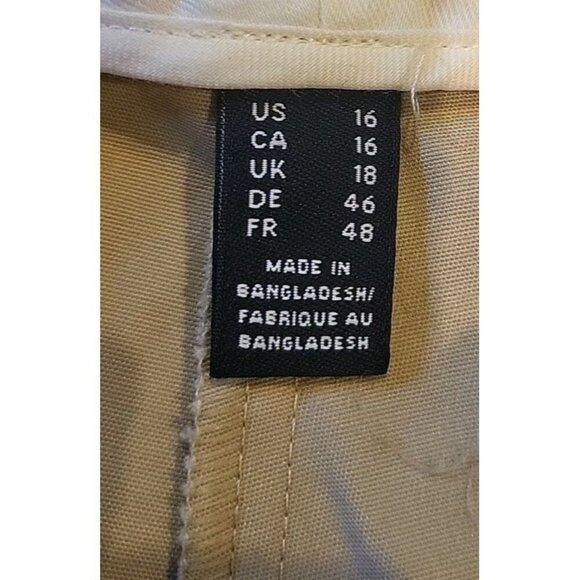 US 16
CA 16
UK 18
DE 46
FR 48
MADE IN
BANGLADESH/
FABRIQUE AU
BANGLADESH